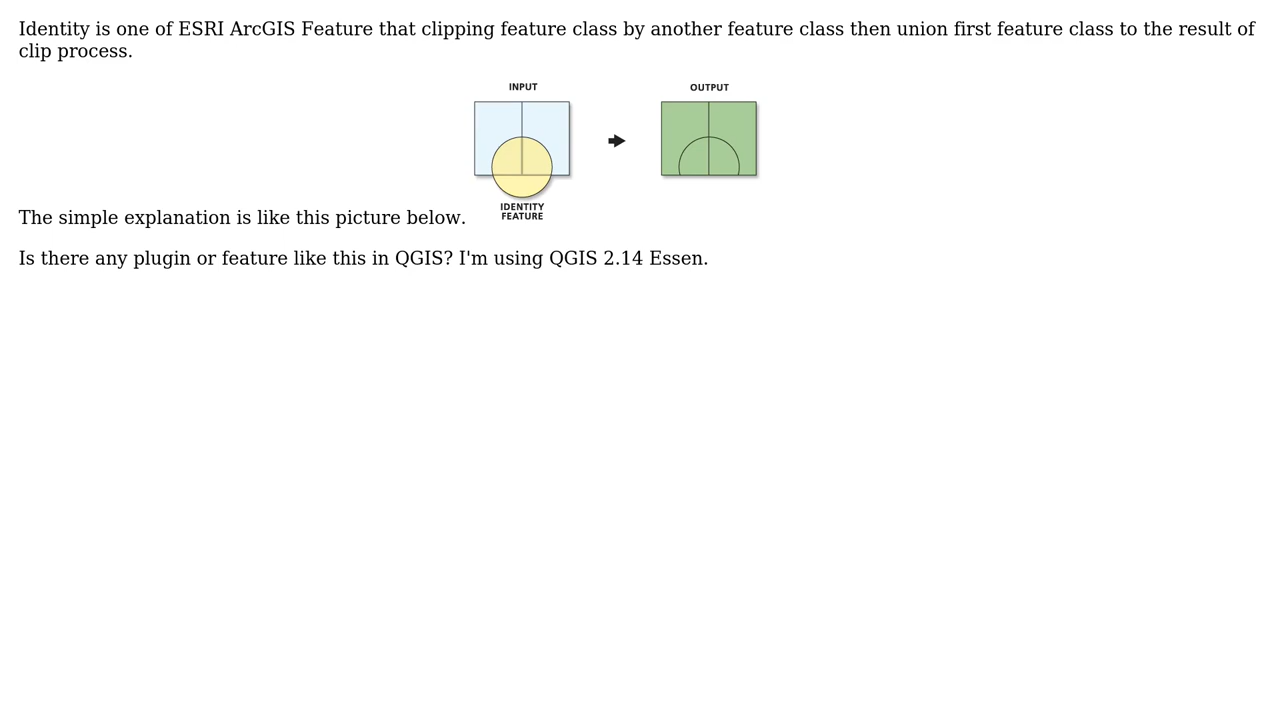 Identity is one of ESRI ArcGIS Feature that clipping feature class by another feature class then union first feature class to the result of
clip process.
INPUT
OUTPUT
IDENTITY
FEATURE
The simple explanation is like this picture below.
Is there any plugin or feature like this in QGIS? I'm using QGIS 2.14 Essen.